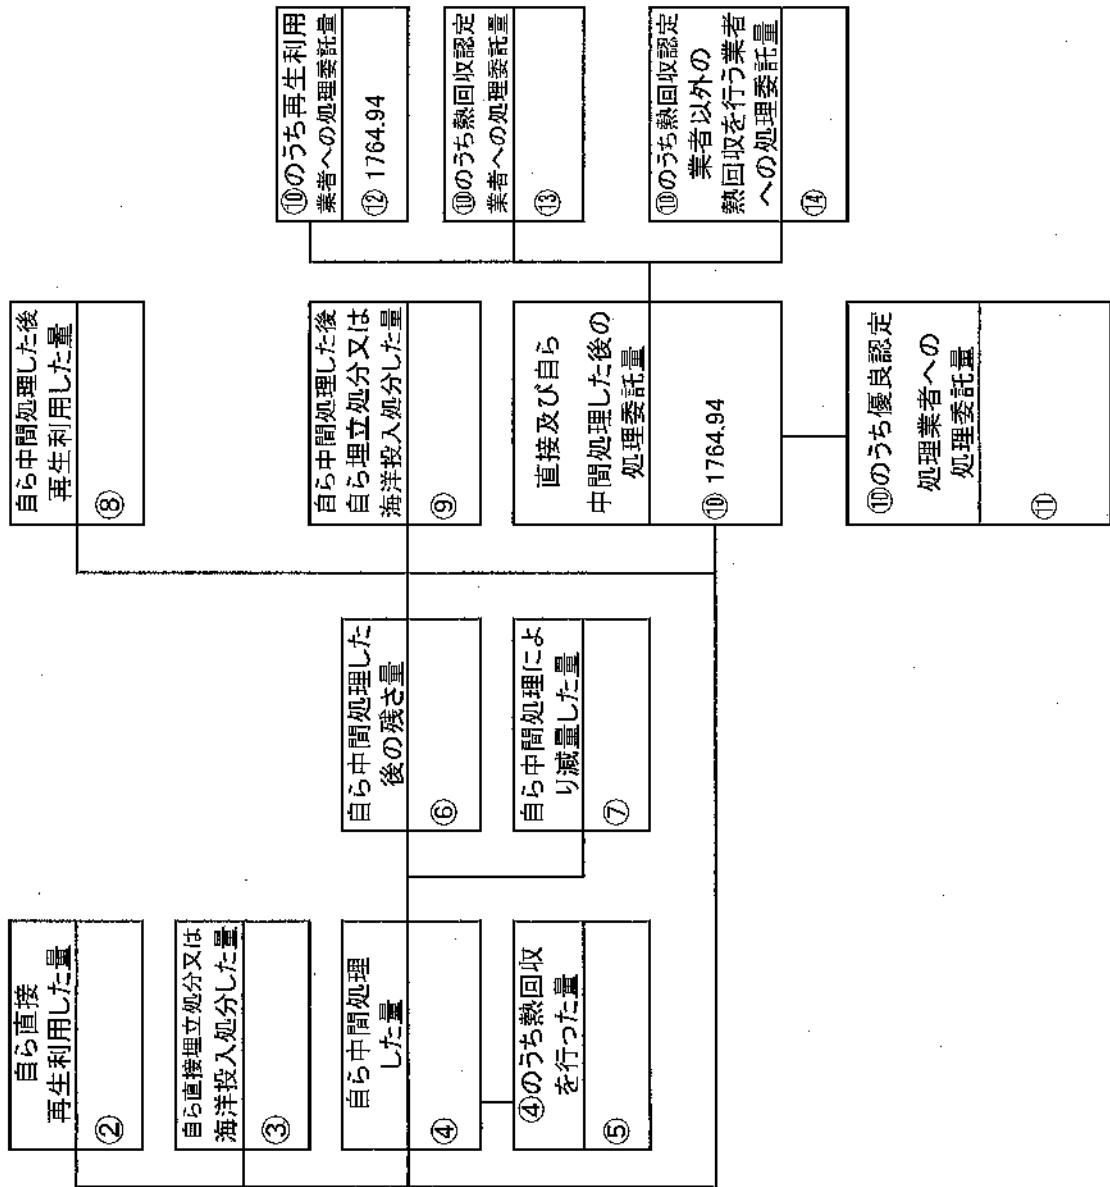 自ら直接
再生利用した量
②
自ら直接埋立処分又は
海洋投入処分した量
③
自ら中間処理
した量
④
④のうち熱回収
を行った量
⑤
自ら中間処理した
後の残さ量
⑥
自ら中間処理によ
り減量した量
⑦
自ら中間処理した後
再生利用した量
⑧
自ら中間処理した後
自ら埋立処分又は
海洋投入処分した量
⑨
直接及び自ら
中間処理した後の
処理委託量
⑩ 1764.94
⑩のうち優良認定
処理業者への
処理委託量
⑪
⑩のうち再生利用
業者への処理委託量
⑫ 1764.94
⑩のうち熱回収認定
業者への処理委託量
⑬
⑩のうち熱回収認定
業者以外の
熱回収を行う業者
への処理委託量
⑭